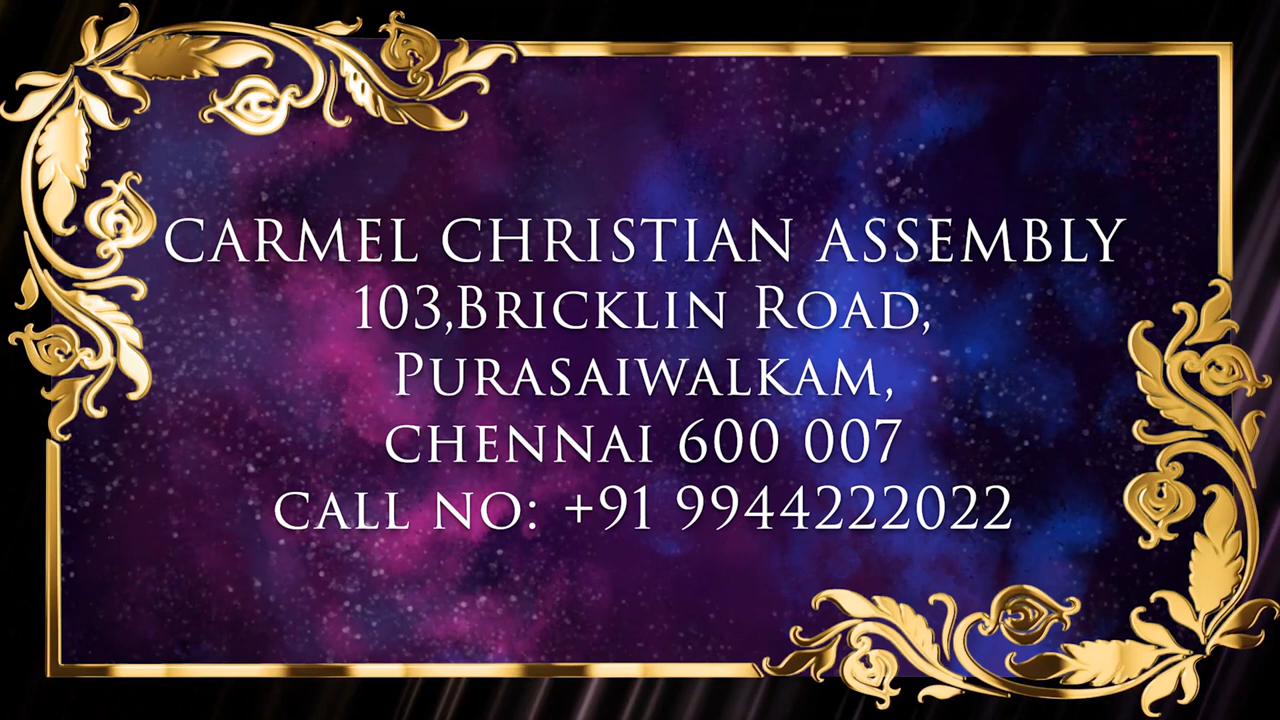 CARMEL CHRISTIAN ASSEMBLY
103,Bricklin Road,
Purasaiwalkam,
chennai 600 007
call no: +91 9944222022